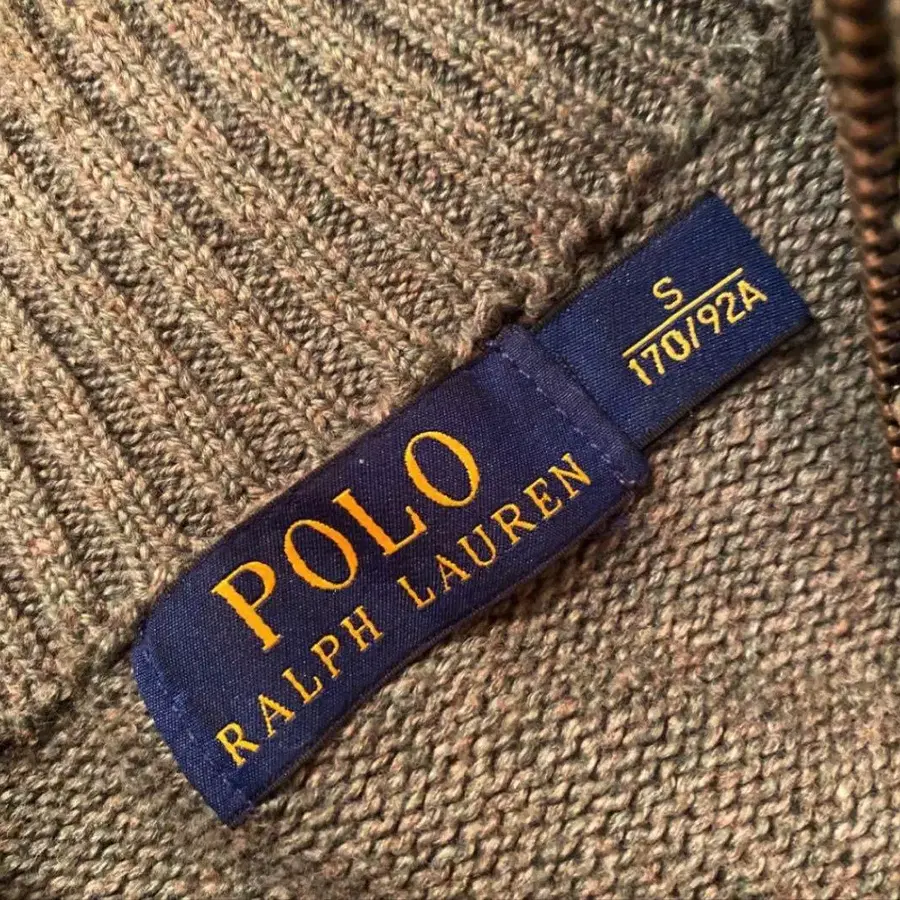 POLO
RALPH LAUREN
S
170/92A